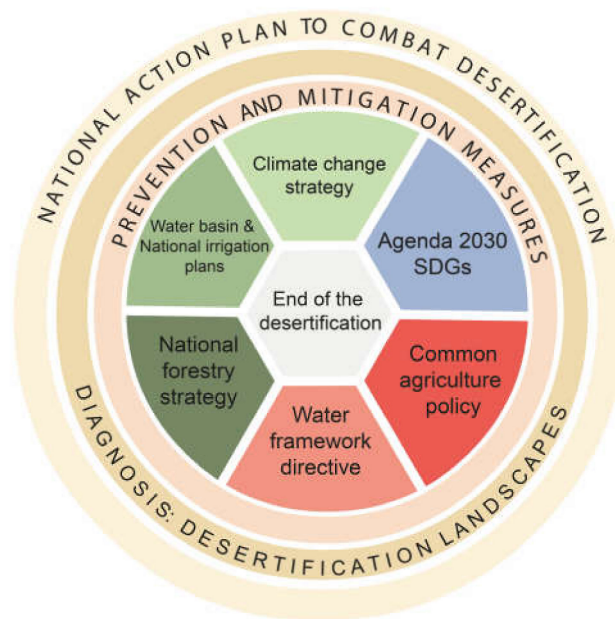 NATIONAL ACTION PLAN TO COMBAT DESERTIFICATION
PREVENTION AND MITIGATION MEASURES
Climate change
strategy
Water basin &
National irrigation
plans
Agenda 2030
SDGs
End of the
desertification
National
forestry
strategy
Common
agriculture
policy
Water
framework
directive
DIAGNOSIS: DESERTIFICATION LANDSCAPES